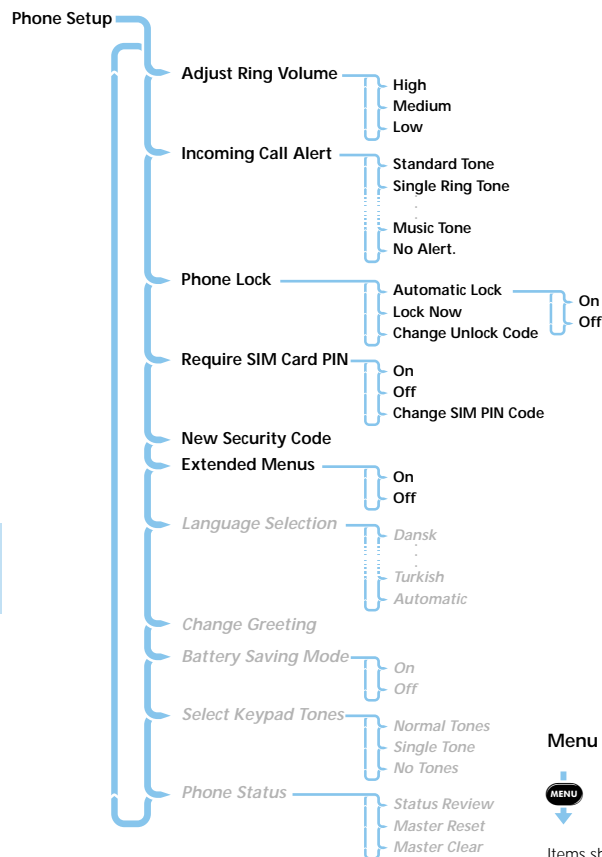 Phone Setup
Adjust Ring Volume
High
Medium
Low
Incoming Call Alert
Standard Tone
Single Ring Tone
Music Tone
No Alert.
Phone Lock
Automatic Lock
On
Off
Lock Now
Change Unlock Code
Require SIM Card PIN
On
Off
Change SIM PIN Code
New Security Code
Extended Menus
On
Off
Language Selection
Dansk
Turkish
Automatic
Change Greeting
Battery Saving Mode
On
Off
Select Keypad Tones
Normal Tones
Single Tone
No Tones
Phone Status
Status Review
Master Reset
Master Clear
Menu
MENU
Items